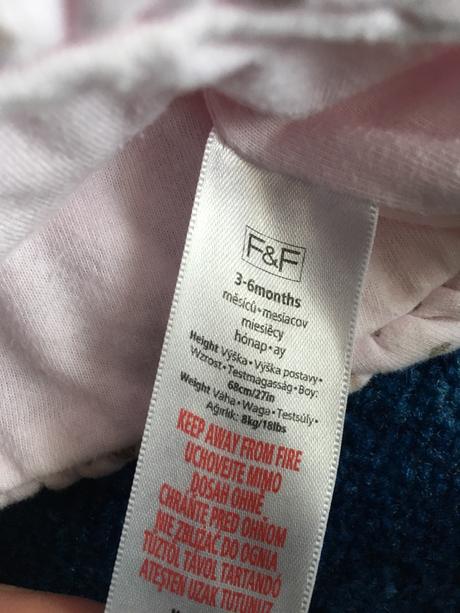 F&F
3-6months
měsíců•mesiacov
miesięcy
hónap•ay
Height Výška•Výška postavy•
Wzrost•Testmagasság•Boy:
68cm/27in
Weight Váha•Waga•Testsúly•
Ağırlık: 8kg/18lbs
KEEP AWAY FROM FIRE
UCHOVEJTE MIMO
DOSAH OHNĚ
CHRÁŇTE PRED OHŇOM
NIE ZBLIŻAĆ DO OGNIA
TŰZTŐL TÁVOL TARTANDÓ
ATEŞTEN UZAK TUTUNUZ